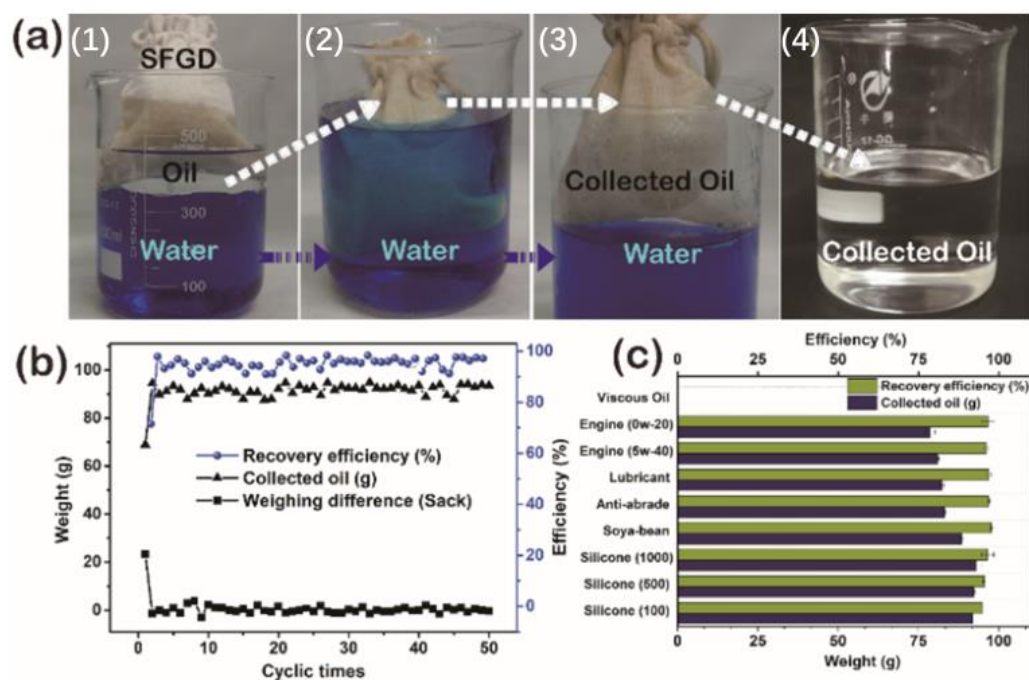 (a) (1) (2) (3) (4)
SFGD
500
Oil
300
Water
100
Water
Collected Oil
Water
Collected Oil
(b)
100
80
60
40
20
0
Weight (g)
100
80
60
40
20
0
Efficiency (%)
Recovery efficiency (%)
Collected oil (g)
Weighing difference (Sack)
0 10 20 30 40 50
Cyclic times
(c)
Efficiency (%)
0 25 50 75 100
Recovery efficiency (%)
Collected oil (g)
Viscous Oil
Engine (0w-20)
Engine (5w-40)
Lubricant
Anti-abrade
Soya-bean
Silicone (1000)
Silicone (500)
Silicone (100)
0 25 50 75 100
Weight (g)